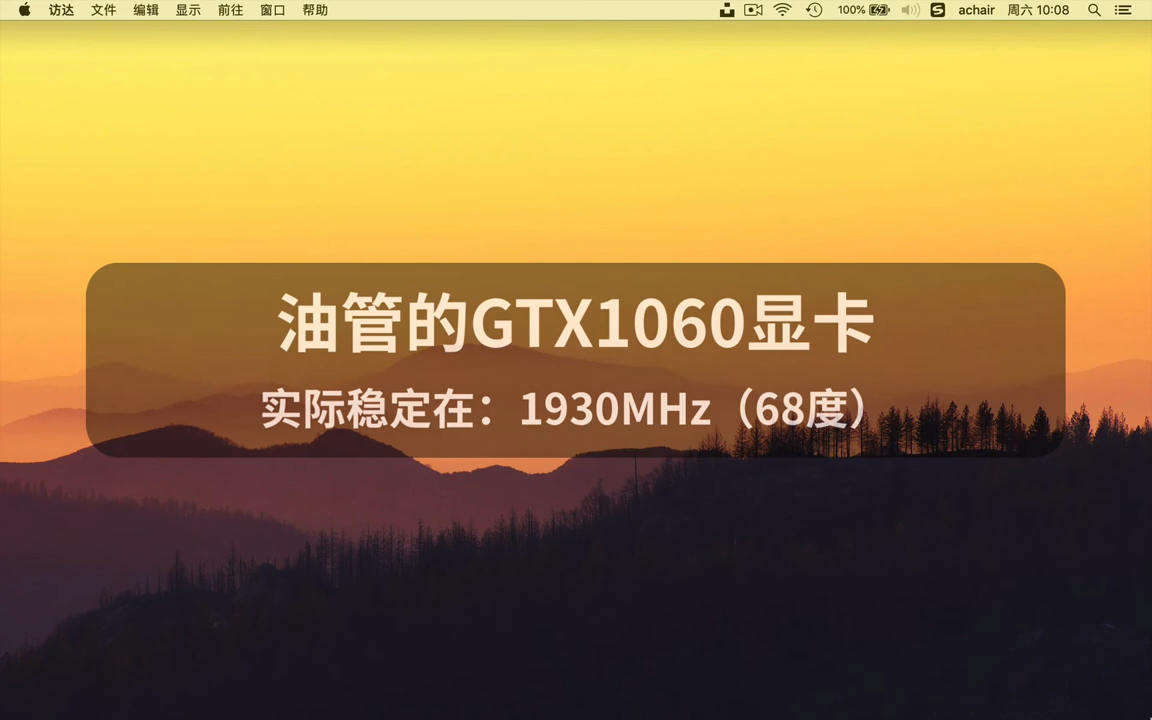 访达 文件 编辑 显示 前往 窗口 帮助 100% achair 周六 10:08
油管的GTX1060显卡
实际稳定在：1930MHz（68度）